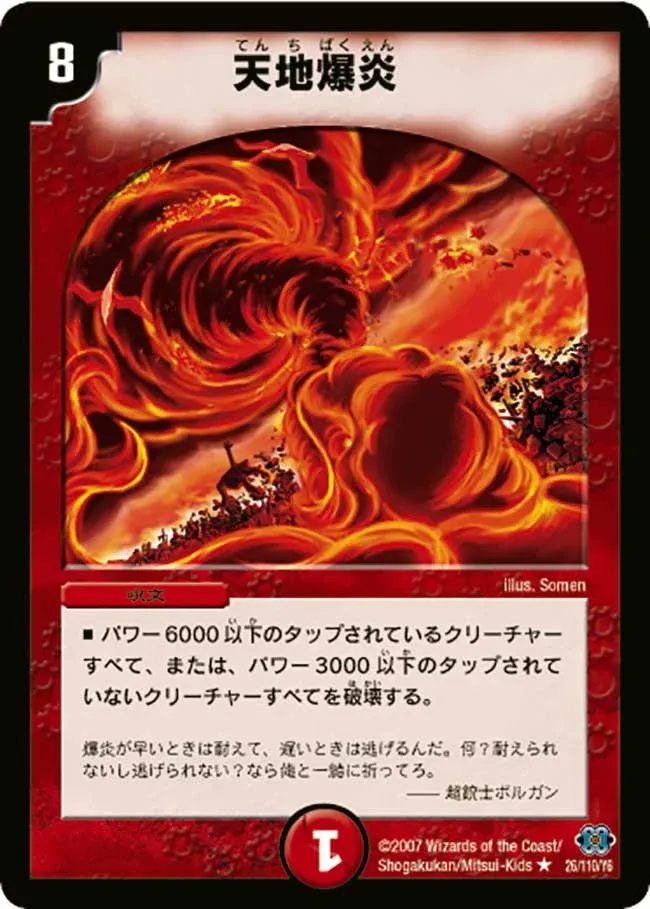 8
てんちばくえん
天地爆炎
illus. Somen
呪文
■ パワー6000以下のタップされているクリーチャー
すべて、または、パワー3000以下のタップされて
いないクリーチャーすべてを破壊する。
爆炎が早いときは耐えて、遅いときは逃げるんだ。何?耐えられ
ないし逃げられない?なら俺と一緒に祈ってろ。
—— 超銃士ボルガン
1
©2007 Wizards of the Coast/
Shogakukan/Mitsui-Kids ★ 26/110/Y6